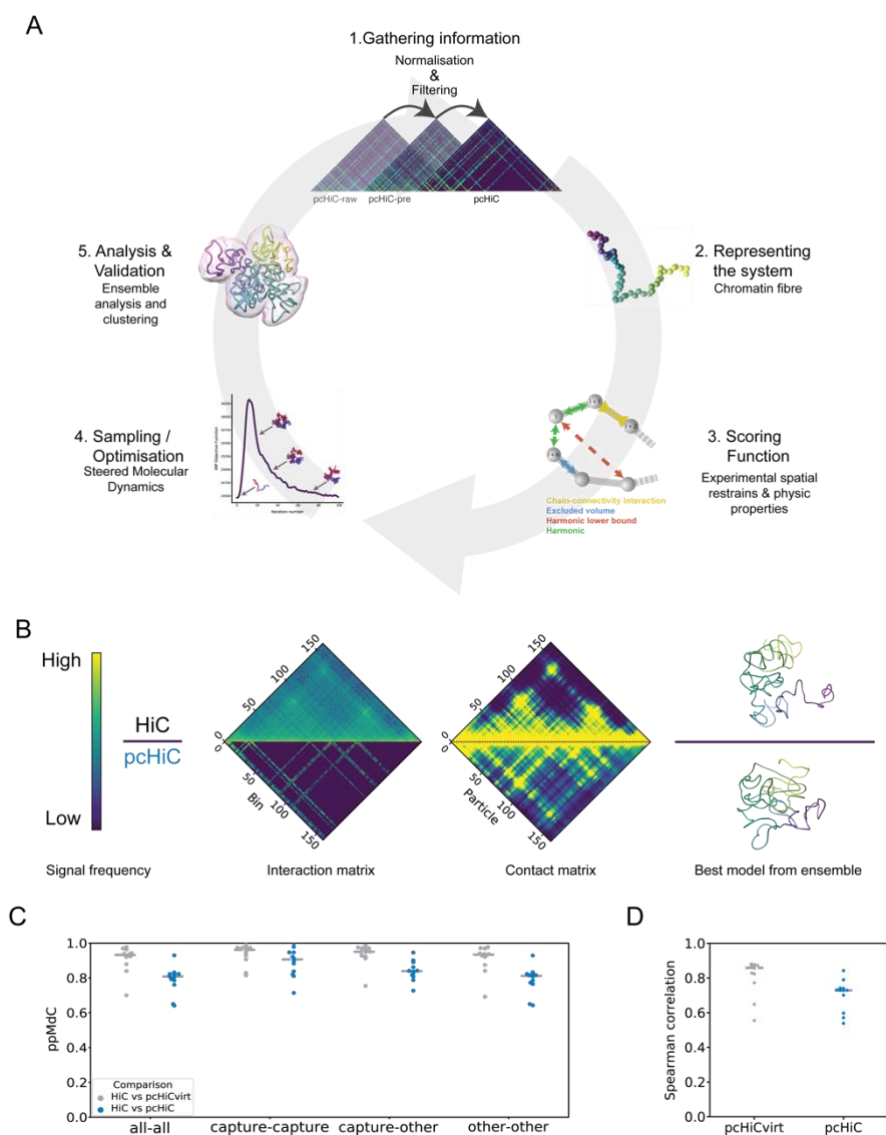 A
1.Gathering information
Normalisation
&
Filtering
pcHiC-raw
pcHiC-pre
pcHiC
5. Analysis &
Validation
Ensemble
analysis and
clustering
2. Representing
the system
Chromatin fibre
4. Sampling /
Optimisation
Steered Molecular
Dynamics
IMP Objective Function
Iteration number
3. Scoring
Function
Experimental spatial
restrains & physic
properties
Chain-connectivity interaction
Excluded volume
Harmonic lower bound
Harmonic
B
High
Low
HiC
pcHiC
Signal frequency
0
50
100
150
0
50
100
150
Bin
Interaction matrix
0
50
100
150
0
50
100
150
Particle
Contact matrix
Best model from ensemble
C
ppMdC
1.0
0.8
0.6
0.4
0.2
0.0
Comparison
HiC vs pcHiCvirt
HiC vs pcHiC
all-all
capture-capture
capture-other
other-other
D
Spearman correlation
1.0
0.8
0.6
0.4
0.2
0.0
pcHiCvirt
pcHiC